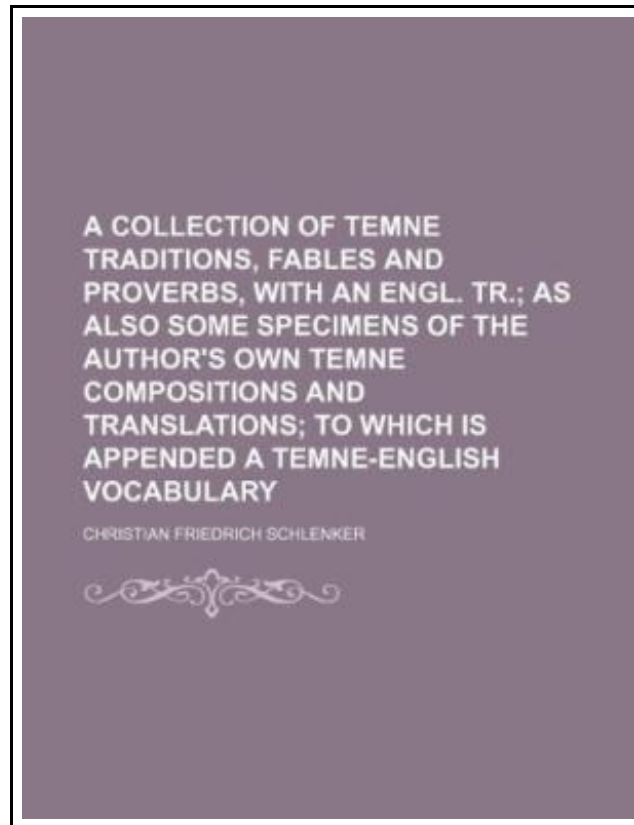 A COLLECTION OF TEMNE
TRADITIONS, FABLES AND
PROVERBS, WITH AN ENGL. TR.; AS
ALSO SOME SPECIMENS OF THE
AUTHOR'S OWN TEMNE
COMPOSITIONS AND
TRANSLATIONS; TO WHICH IS
APPENDED A TEMNE-ENGLISH
VOCABULARY
CHRISTIAN FRIEDRICH SCHLENKER